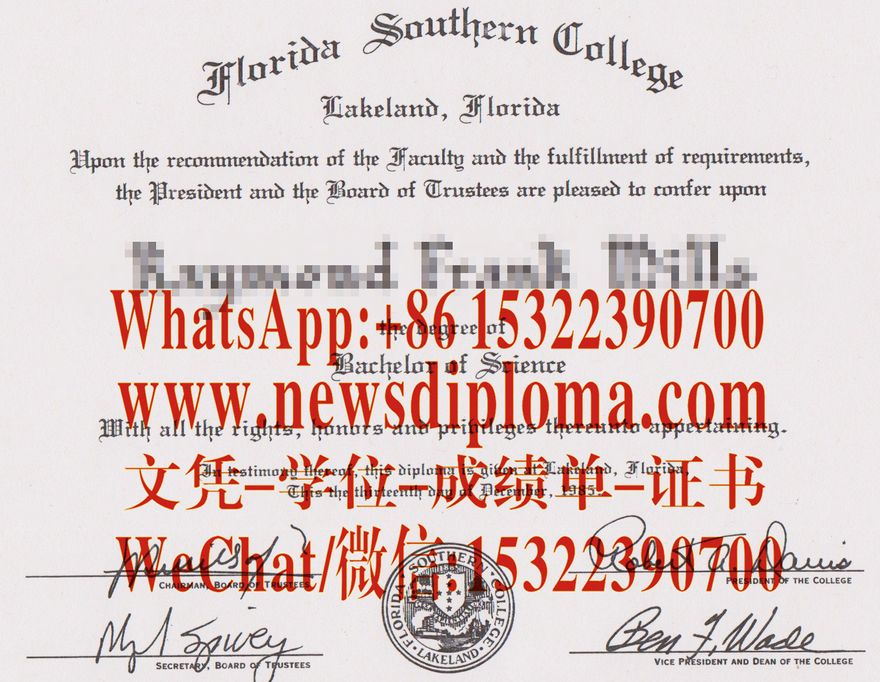 Florida Southern College
Lakeland, Florida
Upon the recommendation of the Faculty and the fulfillment of requirements,
the President and the Board of Trustees are pleased to confer upon
WhatsApp:+86 15322390700
the degree of
Bachelor of Science
www.newsdiploma.com
With all the rights, honors and privileges thereunto appertaining.
文凭-学位-成绩单-证书
In testimony thereof, this diploma is given at Lakeland, Florida,
This the thirteenth day of December, 1985.
WeChat/微信:15322390700
Robert A. Davis
CHAIRMAN, BOARD OF TRUSTEES
PRESIDENT OF THE COLLEGE
FLORIDA SOUTHERN COLLEGE
LAKELAND
Spivey
Ben F. Wade
SECRETARY, BOARD OF TRUSTEES
VICE PRESIDENT AND DEAN OF THE COLLEGE